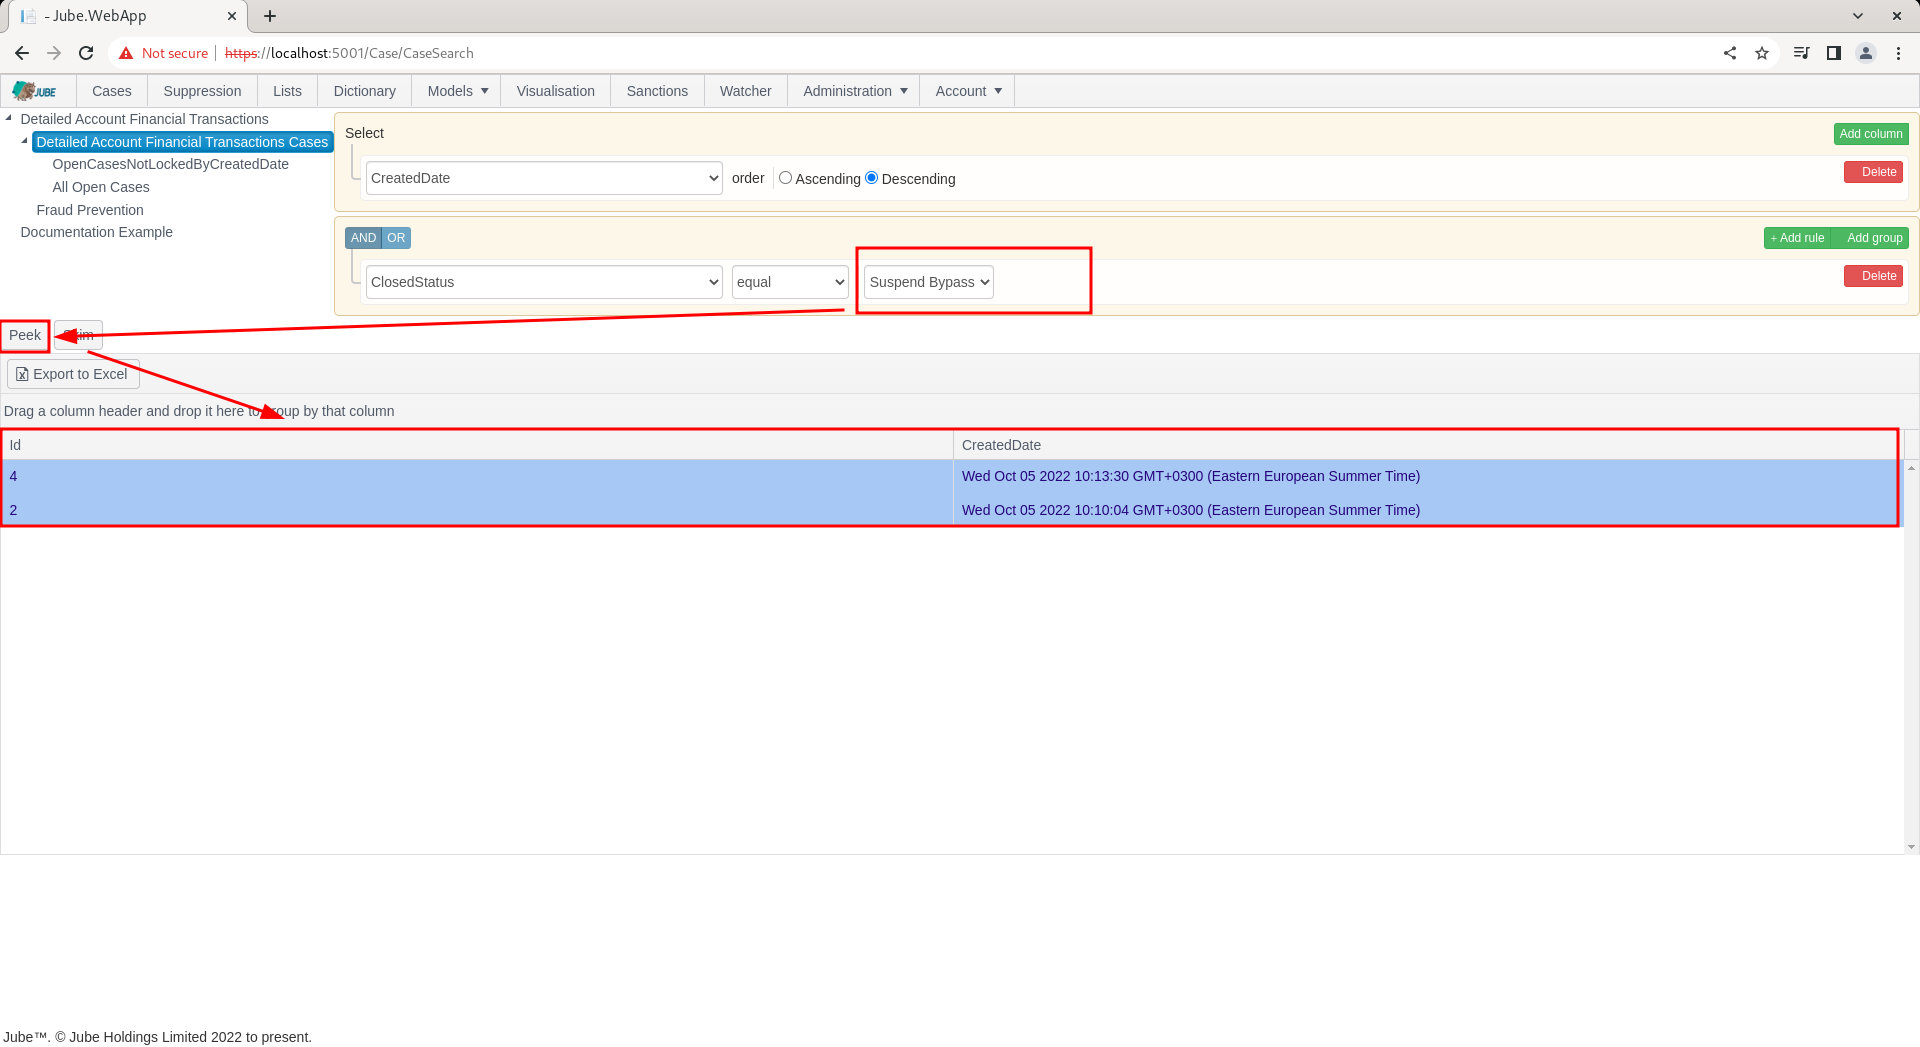 - Jube.WebApp
Not secure https://localhost:5001/Case/CaseSearch
JUBE Cases Suppression Lists Dictionary Models Visualisation Sanctions Watcher Administration Account
Detailed Account Financial Transactions
Detailed Account Financial Transactions Cases
OpenCasesNotLockedByCreatedDate
All Open Cases
Fraud Prevention
Documentation Example
Select Add column
CreatedDate order Ascending Descending Delete
AND OR + Add rule Add group
ClosedStatus equal Suspend Bypass Delete
Peek
Export to Excel
Drag a column header and drop it here to group by that column
Id CreatedDate
4 Wed Oct 05 2022 10:13:30 GMT+0300 (Eastern European Summer Time)
2 Wed Oct 05 2022 10:10:04 GMT+0300 (Eastern European Summer Time)
Jube™. © Jube Holdings Limited 2022 to present.